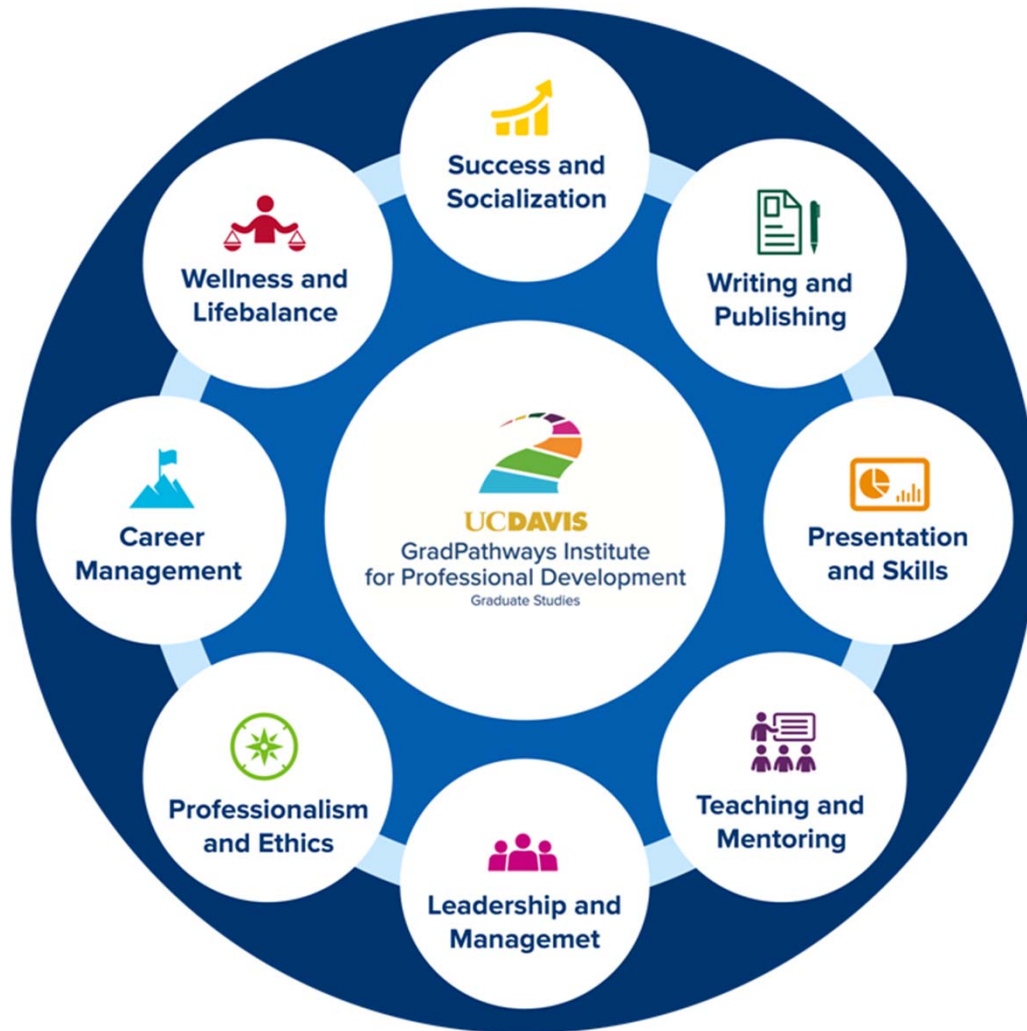 Success and
Socialization
Writing and
Publishing
Presentation
and Skills
Teaching and
Mentoring
Leadership and
Managemet
Professionalism
and Ethics
Career
Management
Wellness and
Lifebalance
UCDAVIS
GradPathways Institute
for Professional Development
Graduate Studies